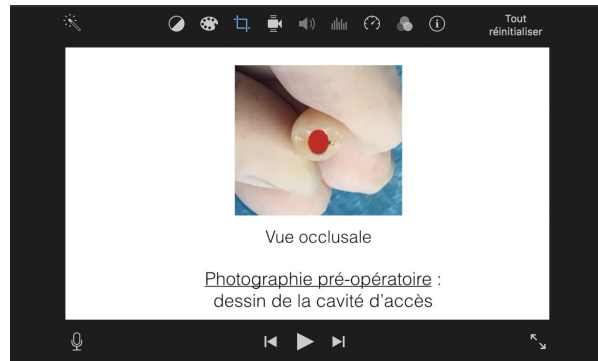 Tout
réinitialiser
Vue occlusale
Photographie pré-opératoire :
dessin de la cavité d'accès